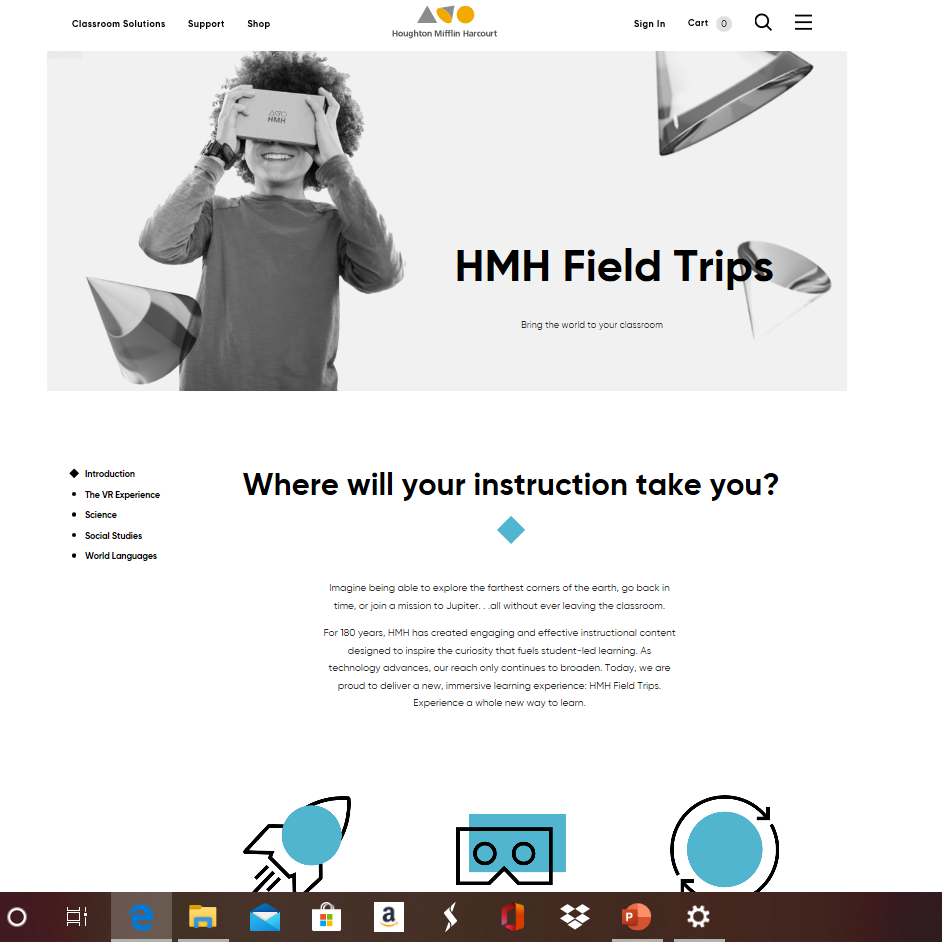 Classroom Solutions Support Shop
Houghton Mifflin Harcourt
Sign In Cart 0
HMH
HMH Field Trips
Bring the world to your classroom
Introduction
The VR Experience
Science
Social Studies
World Languages
Where will your instruction take you?
Imagine being able to explore the farthest corners of the earth, go back in
time, or join a mission to Jupiter. . .all without ever leaving the classroom.
For 180 years, HMH has created engaging and effective instructional content
designed to inspire the curiosity that fuels student-led learning. As
technology advances, our reach only continues to broaden. Today, we are
proud to deliver a new, immersive learning experience: HMH Field Trips.
Experience a whole new way to learn.
a
P